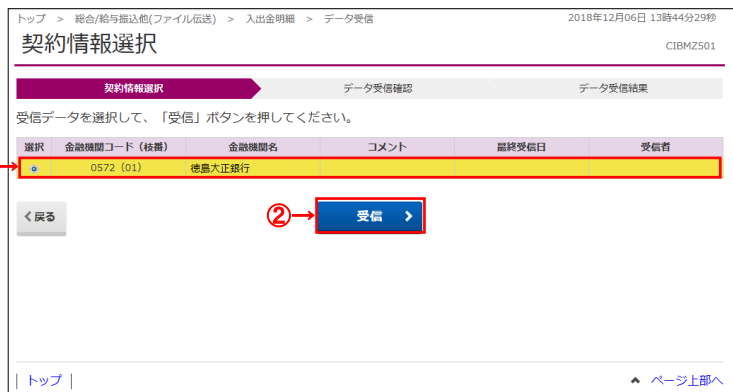 トップ > 総合/給与振込他(ファイル伝送) > 入出金明細 > データ受信
2018年12月06日 13時44分29秒
契約情報選択
CIBMZ501
契約情報選択 データ受信確認 データ受信結果
受信データを選択して、「受信」ボタンを押してください。
選択 金融機関コード（枝番） 金融機関名 コメント 最終受信日 受信者
0572（01） 徳島大正銀行
戻る
② 受信
| トップ |
ページ上部へ